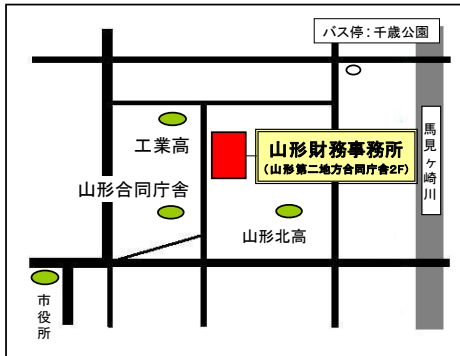 バス停:千歳公園
工業高
山形財務事務所
(山形第二地方合同庁舎2F)
馬見ヶ崎川
山形合同庁舎
山形北高
市役所